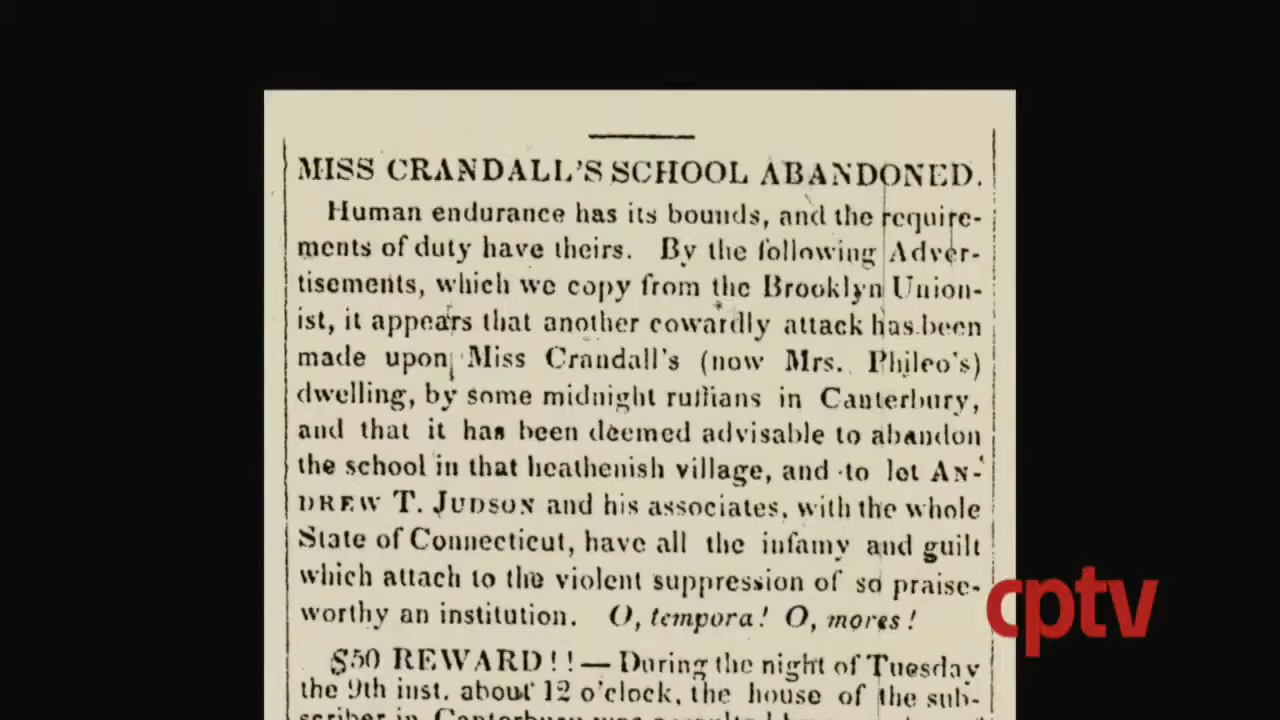 MISS CRANDALL'S SCHOOL ABANDONED.
Human endurance has its bounds, and the require-
ments of duty have theirs. By the following Adver-
tisements, which we copy from the Brooklyn Union-
ist, it appears that another cowardly attack has been
made upon Miss Crandall's (now Mrs. Phileo's)
dwelling, by some midnight ruffians in Canterbury,
and that it has been deemed advisable to abandon
the school in that heathenish village, and to let AN-
DREW T. JUDSON and his associates, with the whole
State of Connecticut, have all the infamy and guilt
which attach to the violent suppression of so praise-
worthy an institution. O, tempora! O, mores!
$50 REWARD!!—During the night of Tuesday
the 9th inst. about 12 o'clock, the house of the sub-
scriber in Canterbury was
cptv